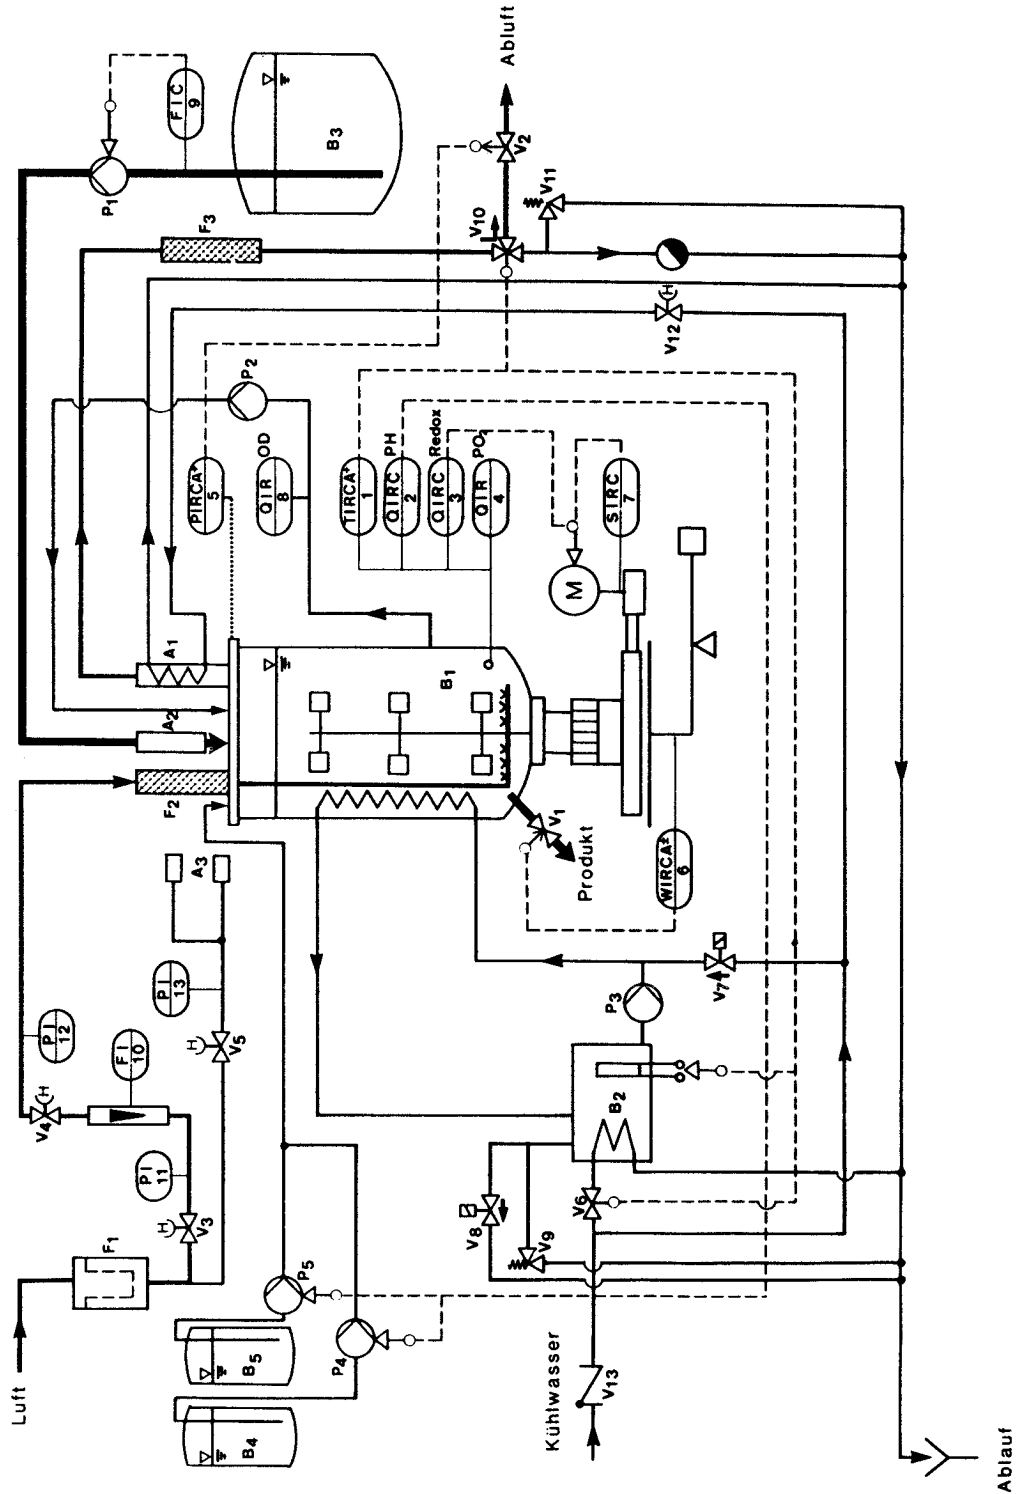 Luft
F1
V3
H
PI
11
V4
H
FI
10
PI
12
V5
H
PI
13
A3
F2
A2
A1
F3
P1
FIC
9
B3
Abluft
V2
V10
V11
V12
H
P2
PIRCA+
5
QIR
8
OD
TIRCA+
1
QIRC
2
PH
QIRC
3
Redox
QIR
4
PO2
SIRC
7
M
B1
V1
Produkt
WIRCA±
6
V7
P3
B2
V6
V8
V9
P5
P4
B5
B4
Kühlwasser
V13
Ablauf